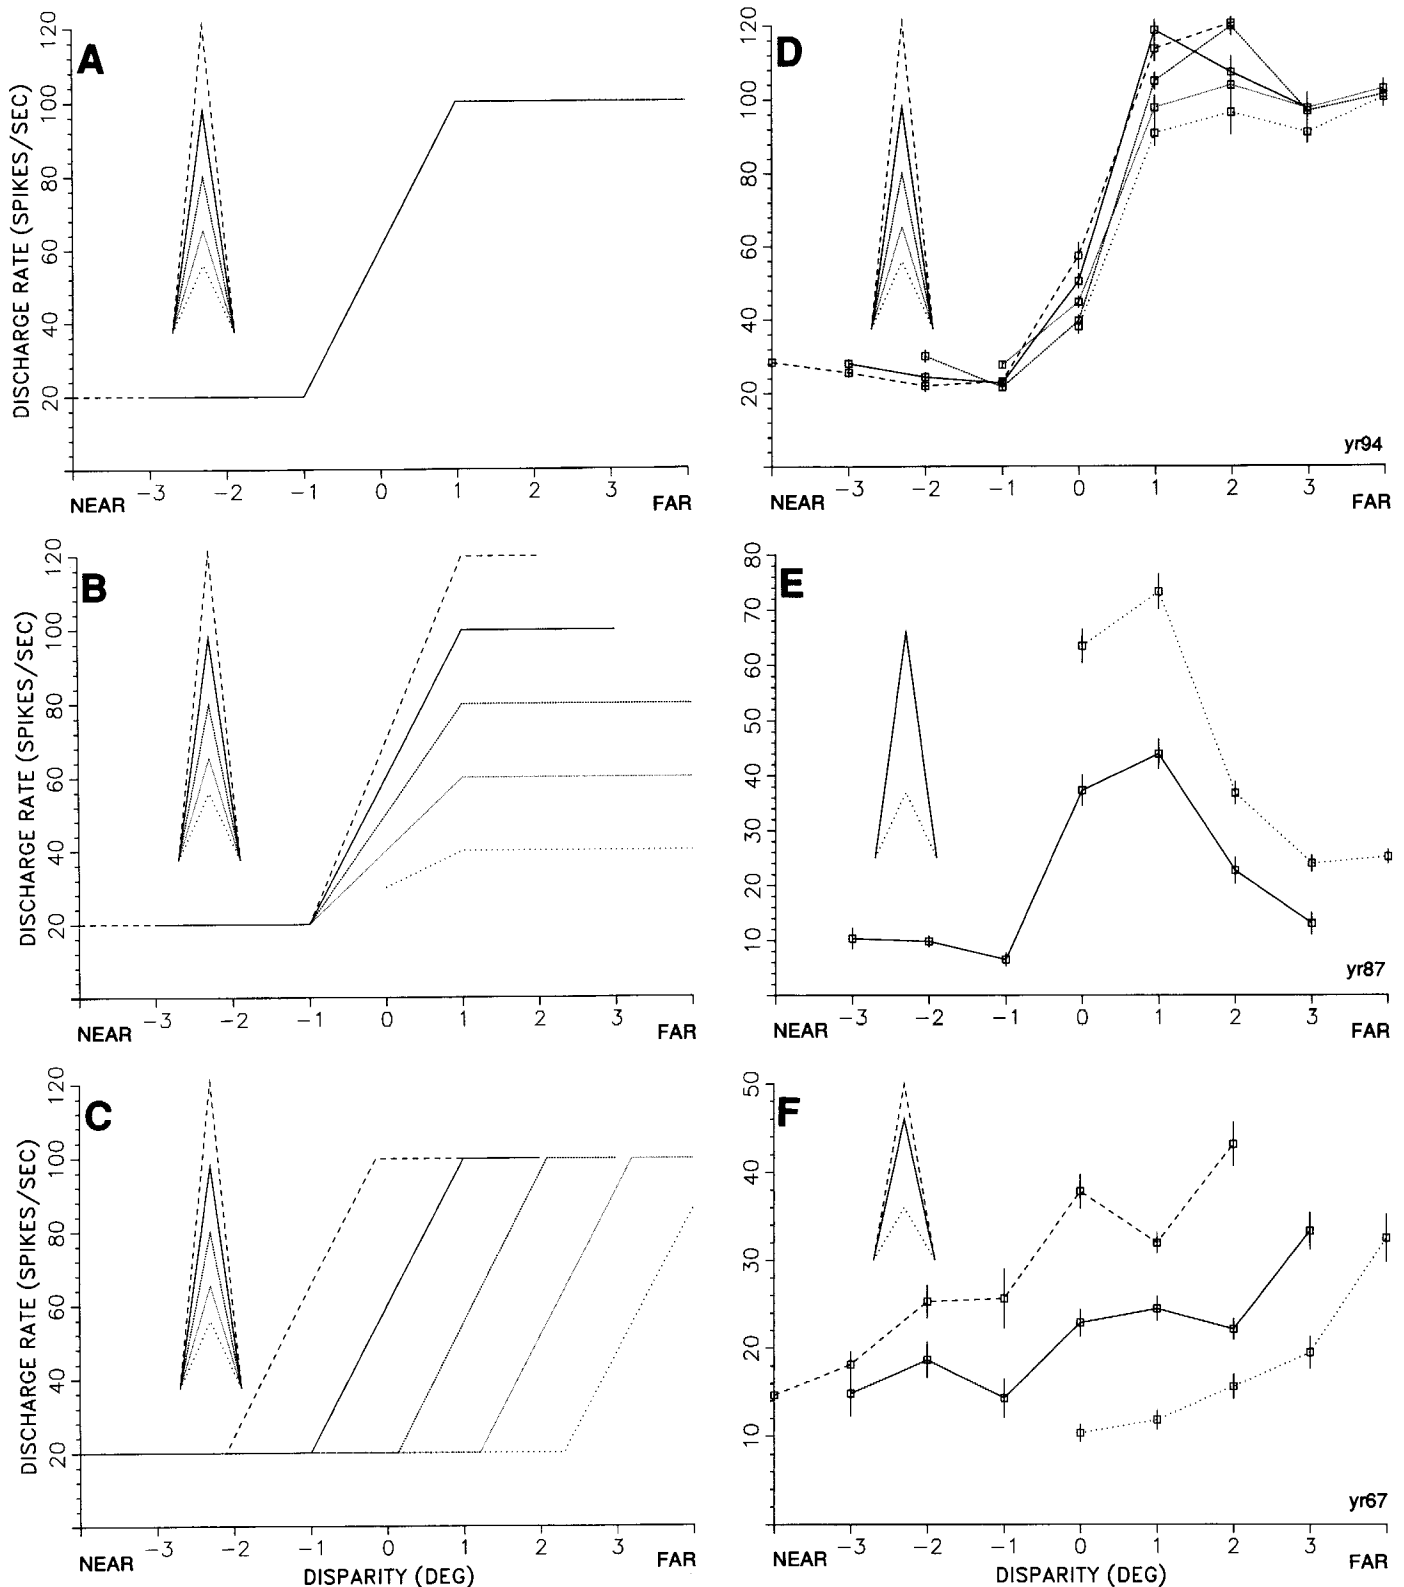 A
DISCHARGE RATE (SPIKES/SEC)
120
100
80
60
40
20
NEAR -3 -2 -1 0 1 2 3 FAR
D
120
100
80
60
40
20
yr94
NEAR -3 -2 -1 0 1 2 3 FAR
B
DISCHARGE RATE (SPIKES/SEC)
120
100
80
60
40
20
NEAR -3 -2 -1 0 1 2 3 FAR
E
80
70
60
50
40
30
20
10
yr87
NEAR -3 -2 -1 0 1 2 3 FAR
C
DISCHARGE RATE (SPIKES/SEC)
120
100
80
60
40
20
NEAR -3 -2 -1 0 1 2 3 FAR
DISPARITY (DEG)
F
50
40
30
20
10
yr67
NEAR -3 -2 -1 0 1 2 3 FAR
DISPARITY (DEG)